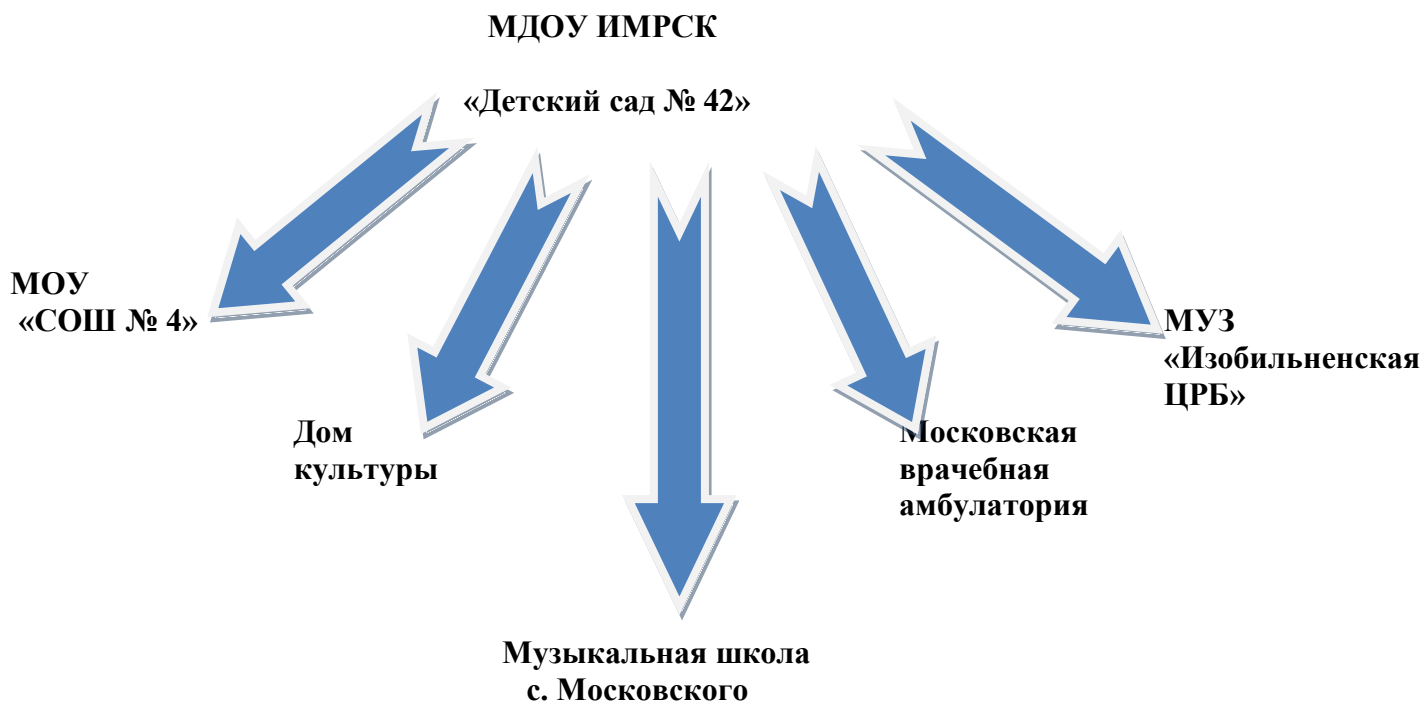 МДОУ ИМРСК
«Детский сад № 42»
МОУ
«СОШ № 4»
Дом
культуры
Музыкальная школа
с. Московского
Московская
врачебная
амбулатория
МУЗ
«Изобильненская
ЦРБ»